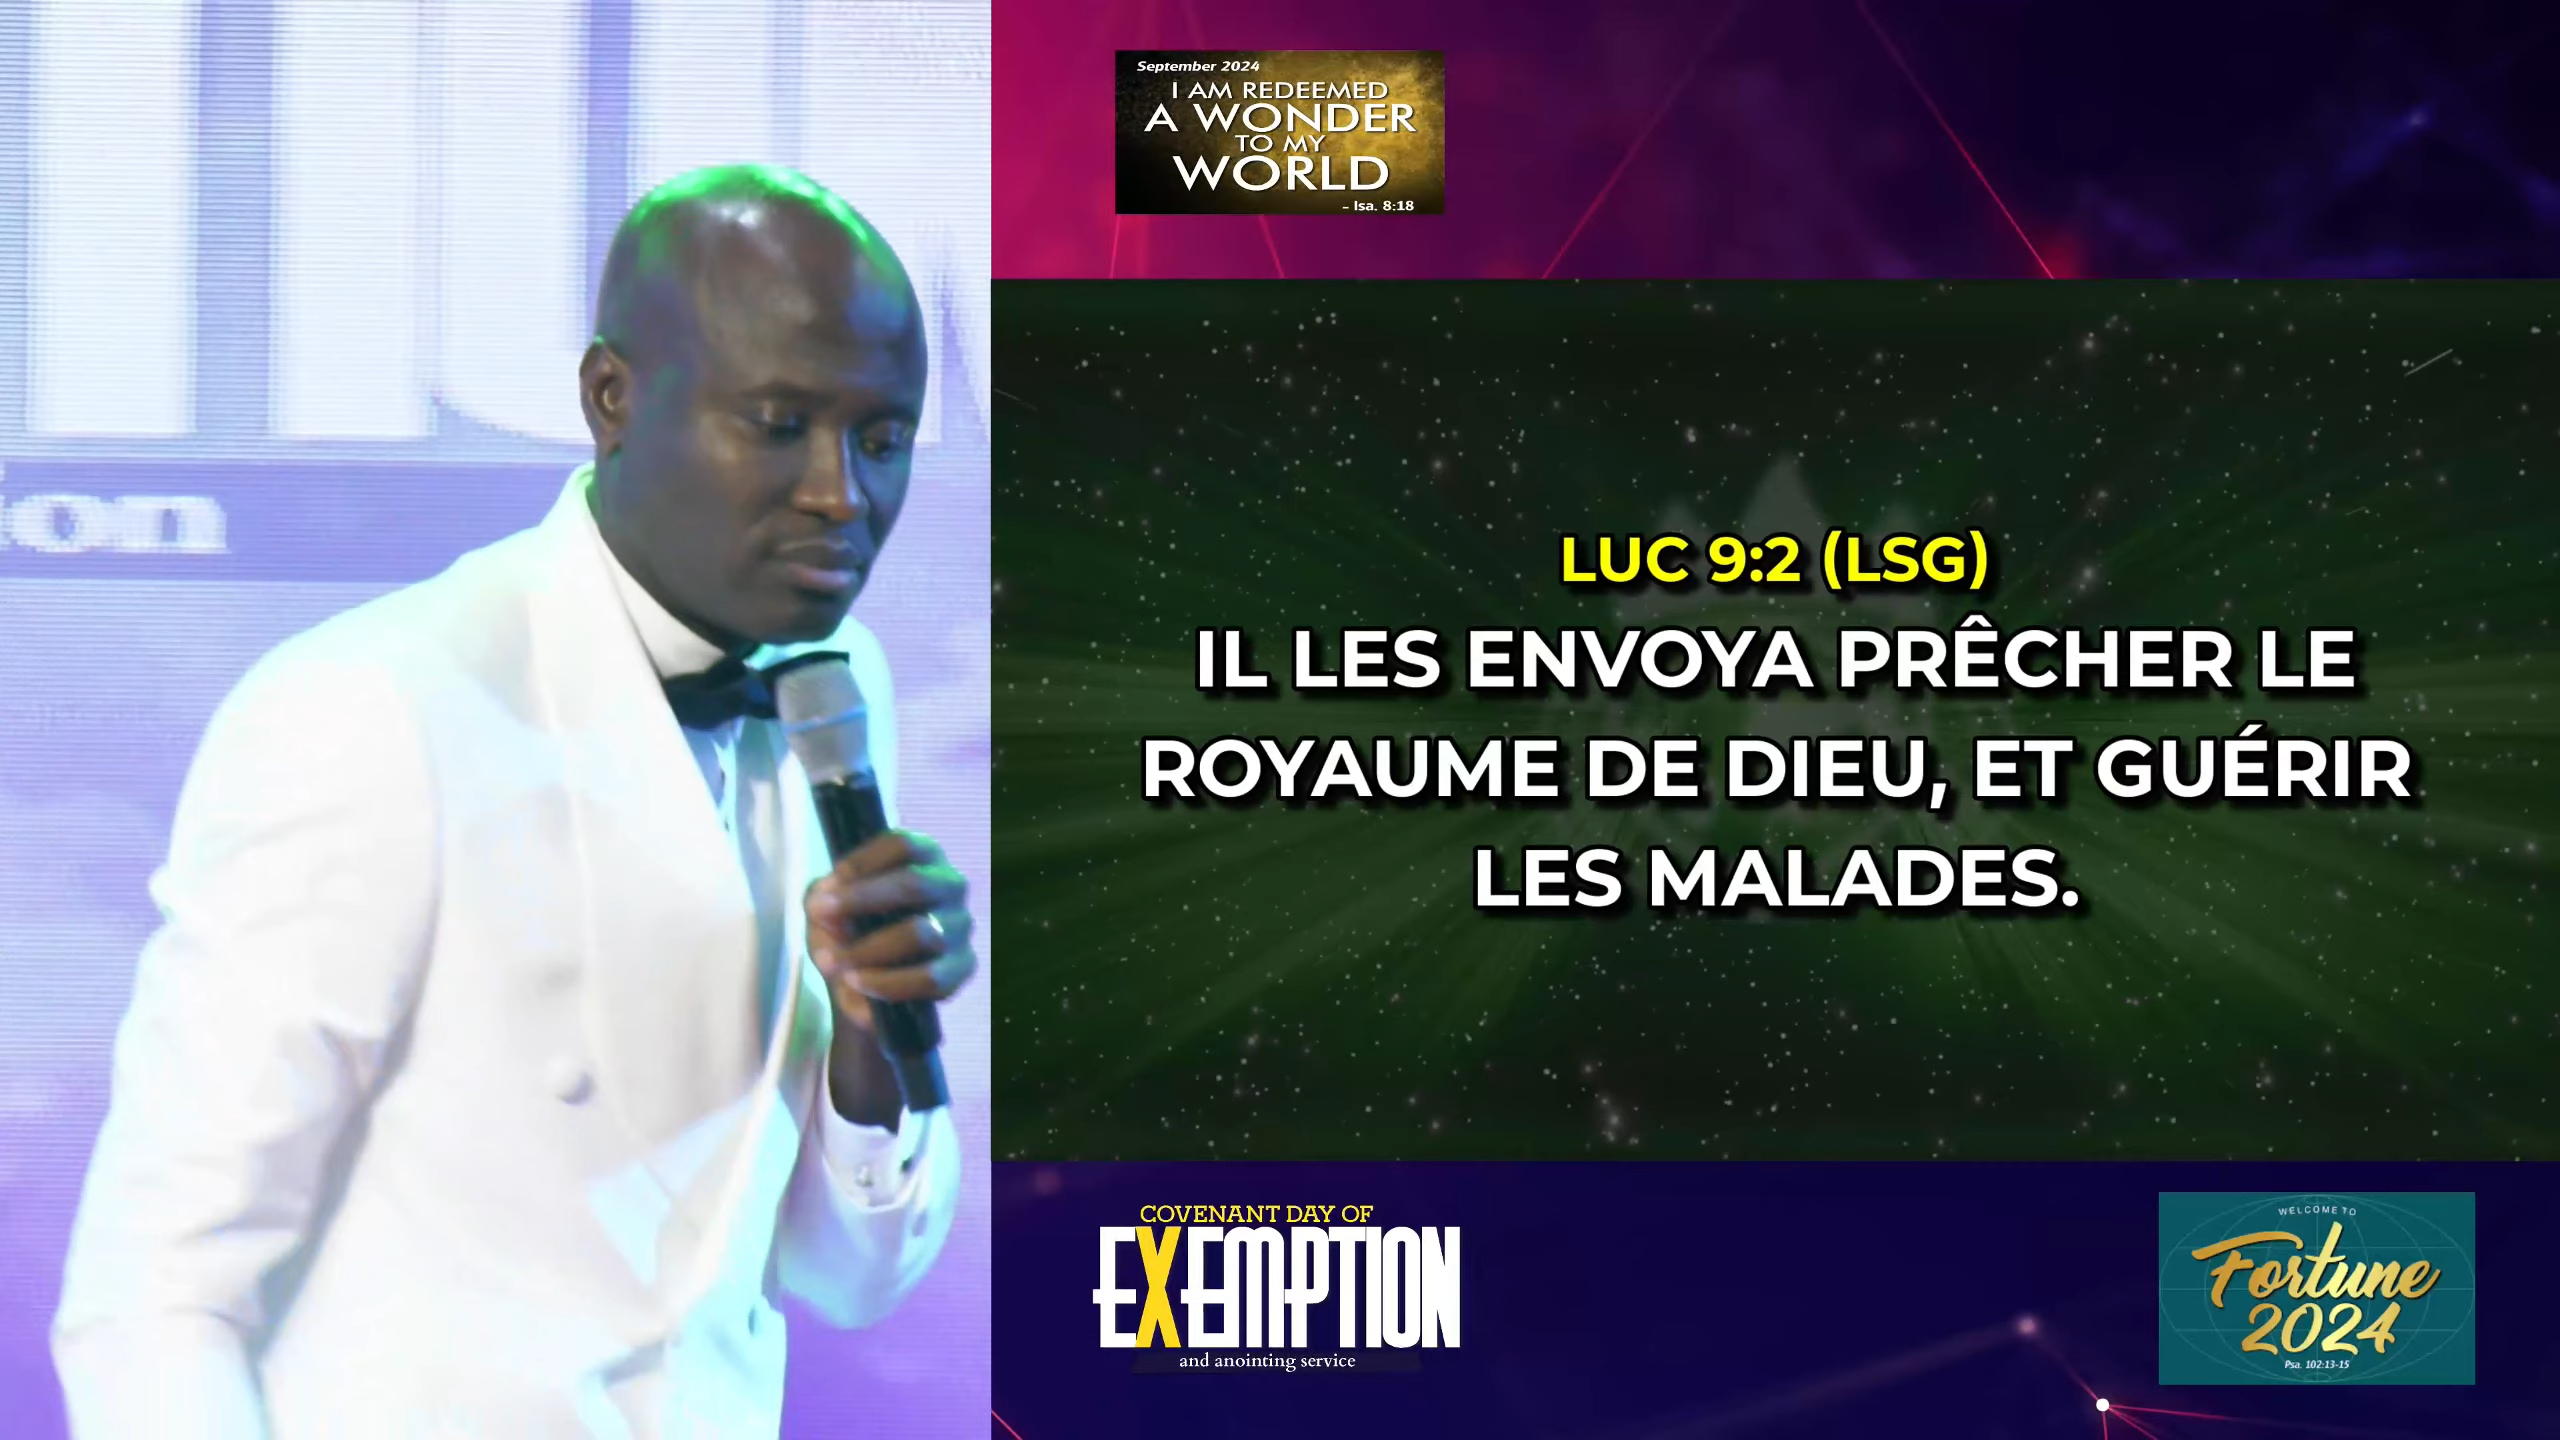 September 2024
I AM REDEEMED
A WONDER
TO MY
WORLD
- Isa. 8:18
LUC 9:2 (LSG)
IL LES ENVOYA PRÊCHER LE
ROYAUME DE DIEU, ET GUÉRIR
LES MALADES.
COVENANT DAY OF
EXEMPTION
and anointing service
WELCOME TO
Fortune
2024
Psa. 102:13-15